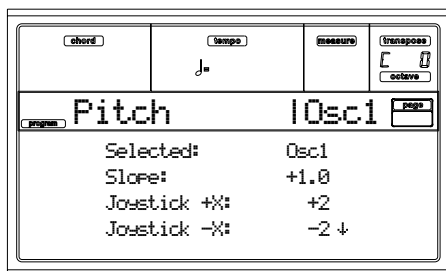 chord tempo measure transpose
♩=
C 0
octave
program Pitch |Osc1 page
Selected: Osc1
Slope: +1.0
Joystick +X: +2
Joystick -X: -2 ↓